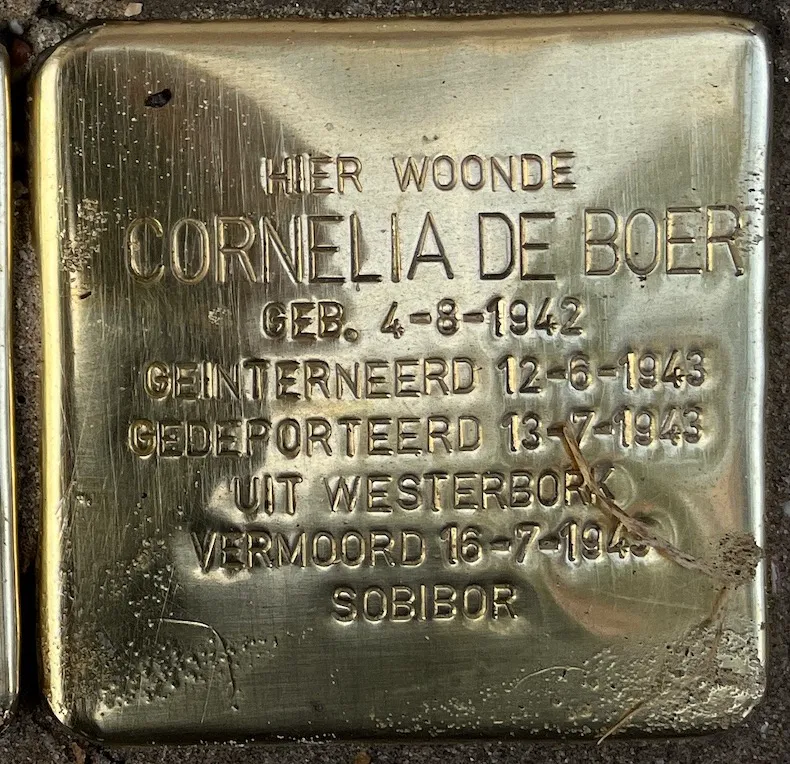 HIER WOONDE
CORNELIA DE BOER
GEB. 4-8-1942
GEINTERNEERD 12-6-1943
GEDEPORTEERD 13-7-1943
UIT WESTERBORK
VERMOORD 16-7-1943
SOBIBOR